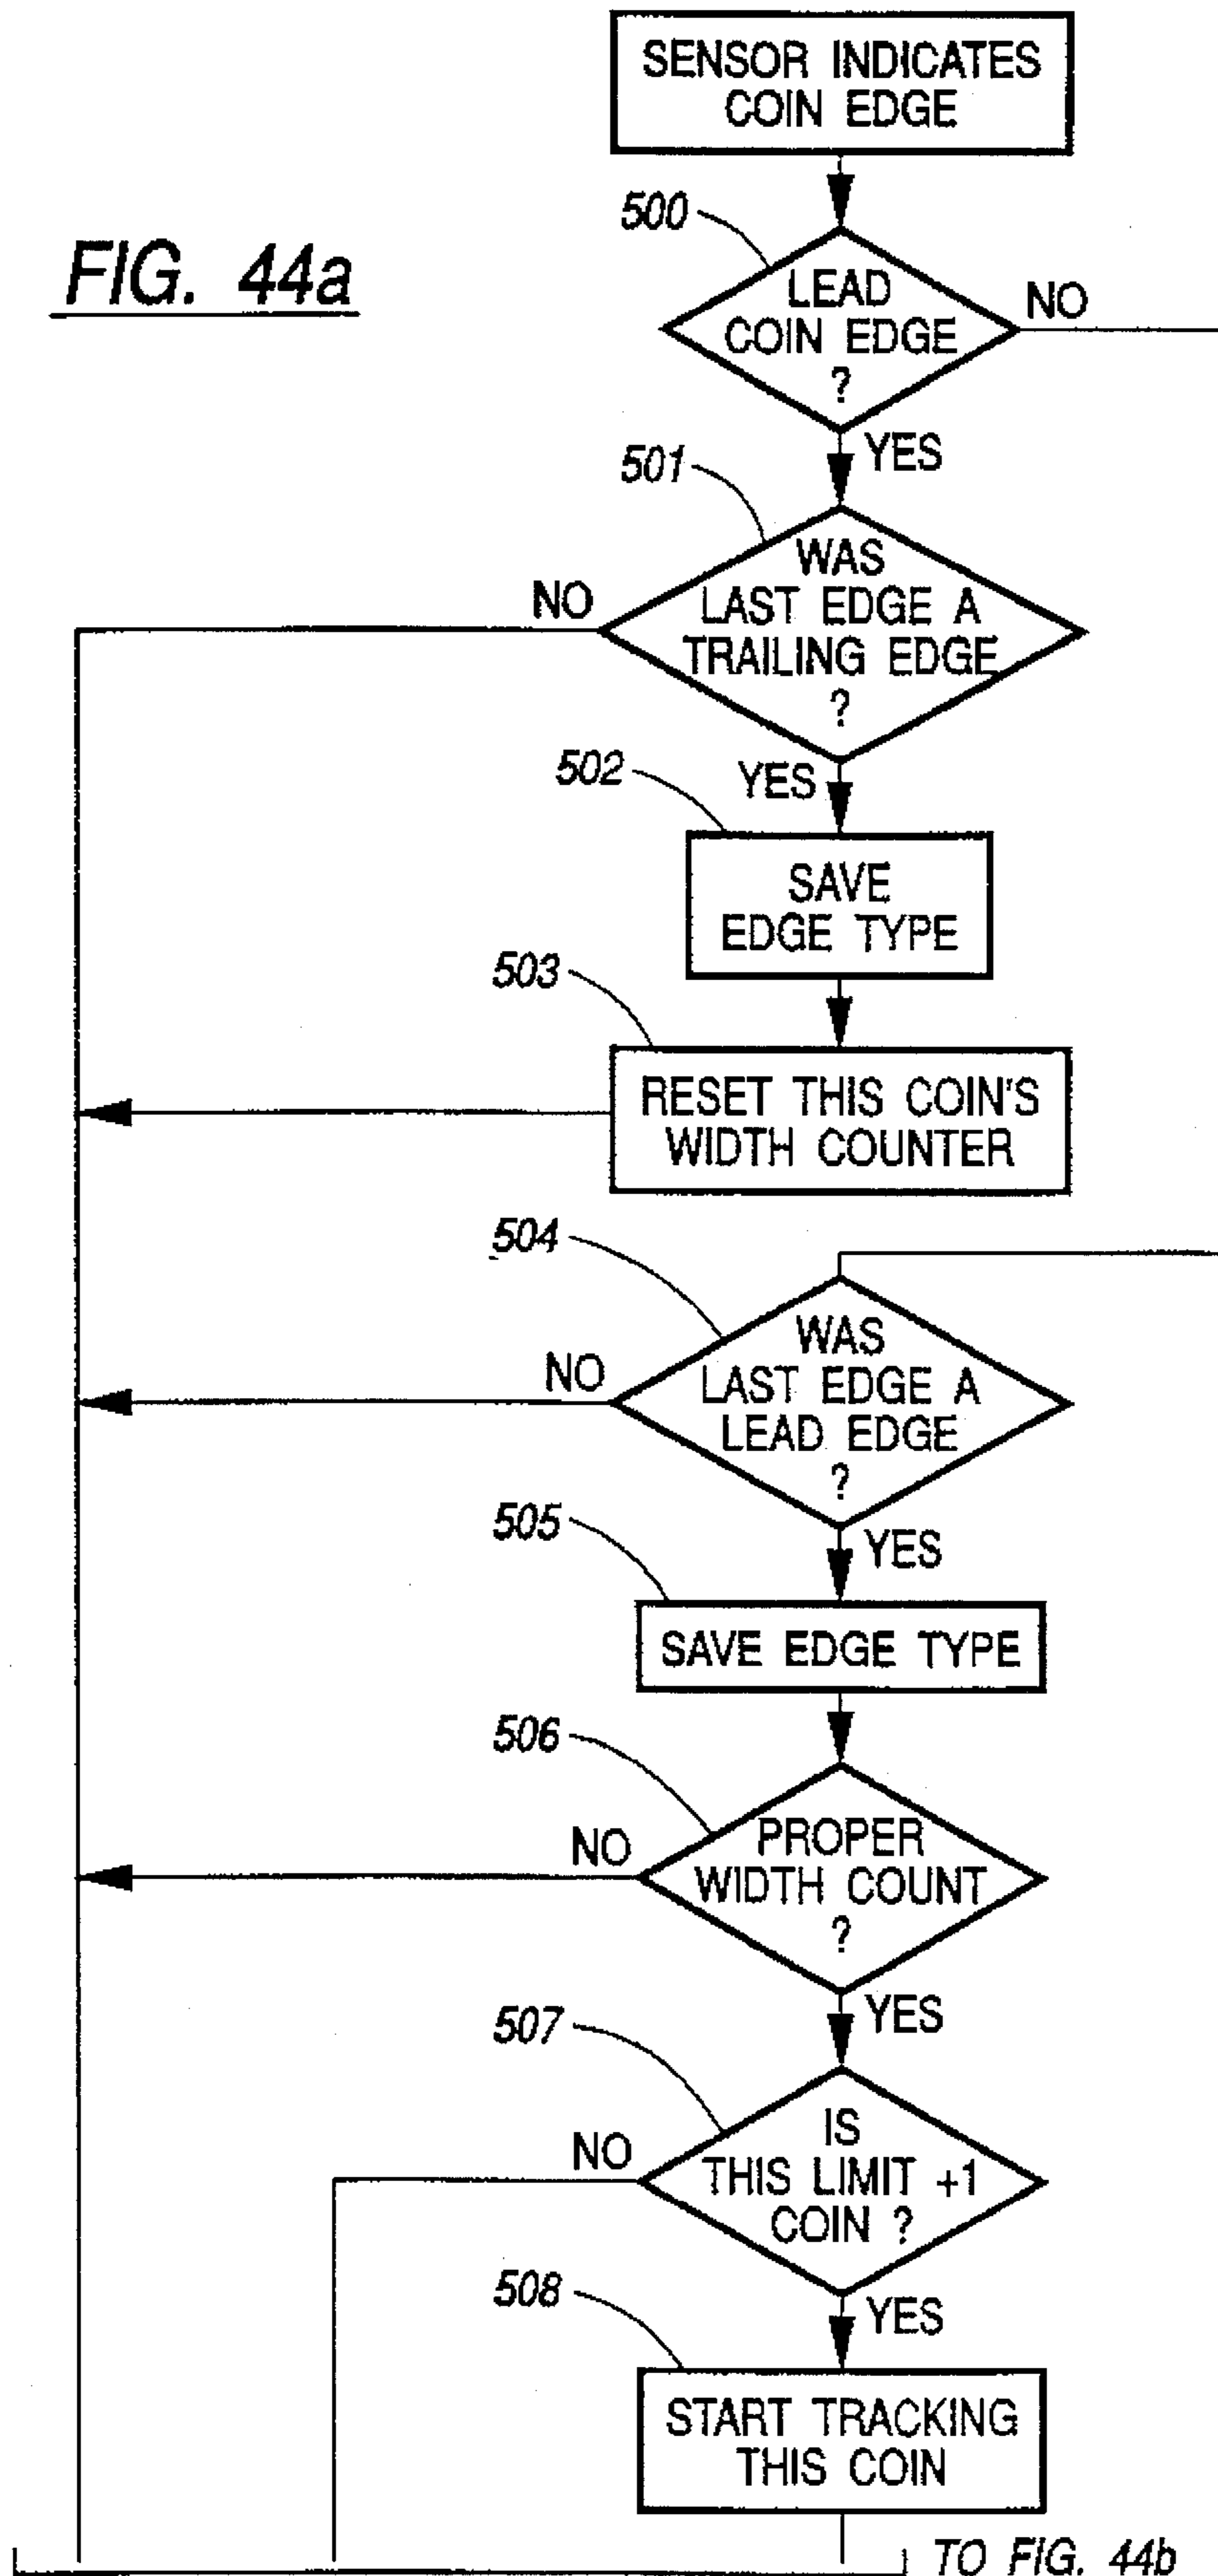 SENSOR INDICATES
COIN EDGE
500
FIG. 44a
LEAD
COIN EDGE
?
NO
YES
501
WAS
LAST EDGE A
TRAILING EDGE
?
NO
YES
502
SAVE
EDGE TYPE
503
RESET THIS COIN'S
WIDTH COUNTER
504
WAS
LAST EDGE A
LEAD EDGE
?
NO
YES
505
SAVE EDGE TYPE
506
PROPER
WIDTH COUNT
?
NO
YES
507
IS
THIS LIMIT +1
COIN ?
NO
YES
508
START TRACKING
THIS COIN
TO FIG. 44b